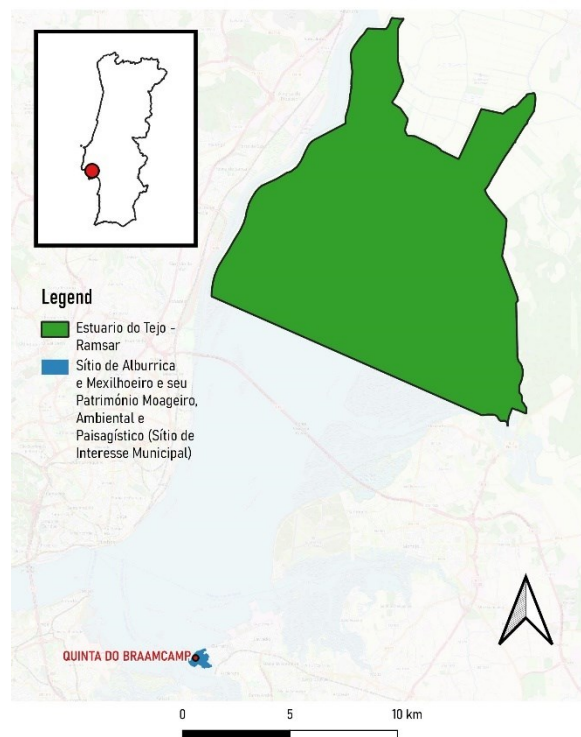 Legend
Estuario do Tejo -
Ramsar
Sítio de Alburrica
e Mexilhoeiro e seu
Património Moageiro,
Ambiental e
Paisagístico (Sítio de
Interesse Municipal)
QUINTA DO BRAAMCAMP
0 5 10 km